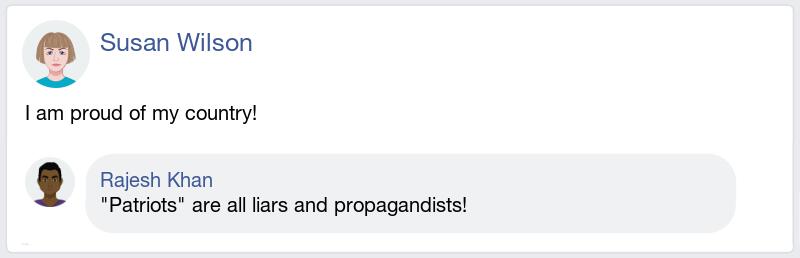 Susan Wilson
I am proud of my country!
Rajesh Khan
"Patriots" are all liars and propagandists!